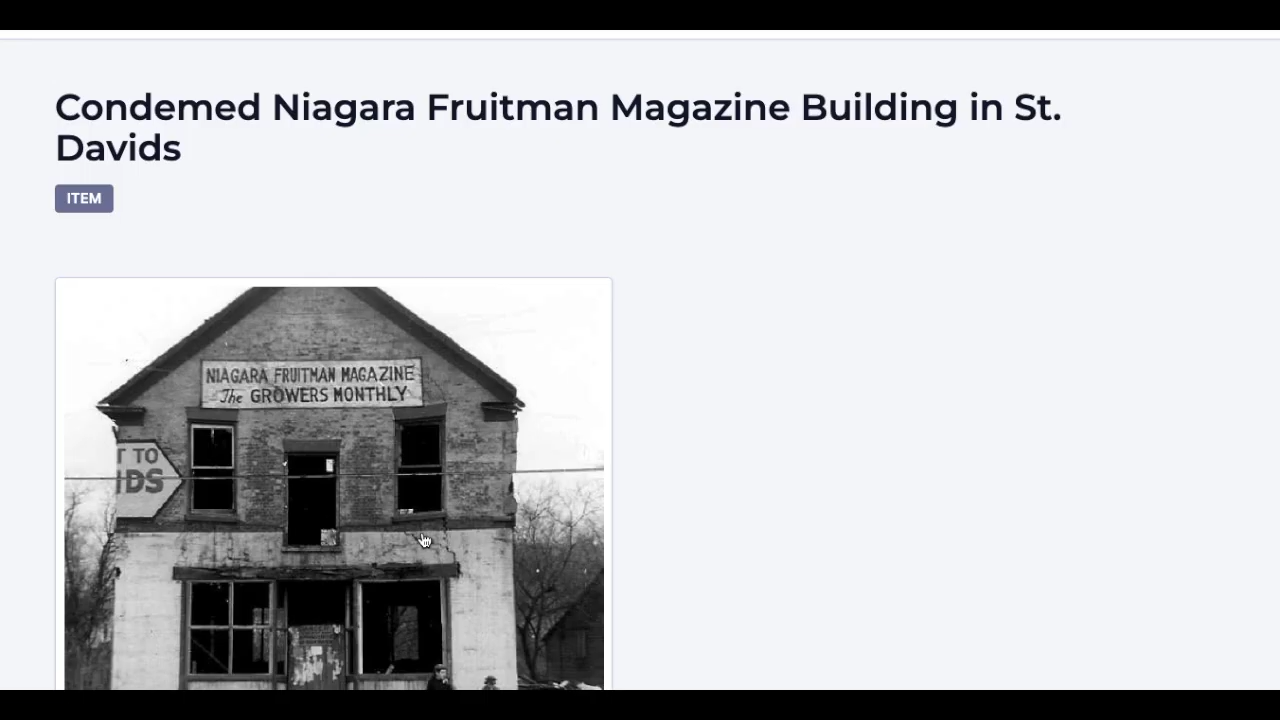 Condemed Niagara Fruitman Magazine Building in St.
Davids
ITEM
NIAGARA FRUITMAN MAGAZINE
The GROWERS MONTHLY
T TO
IDS